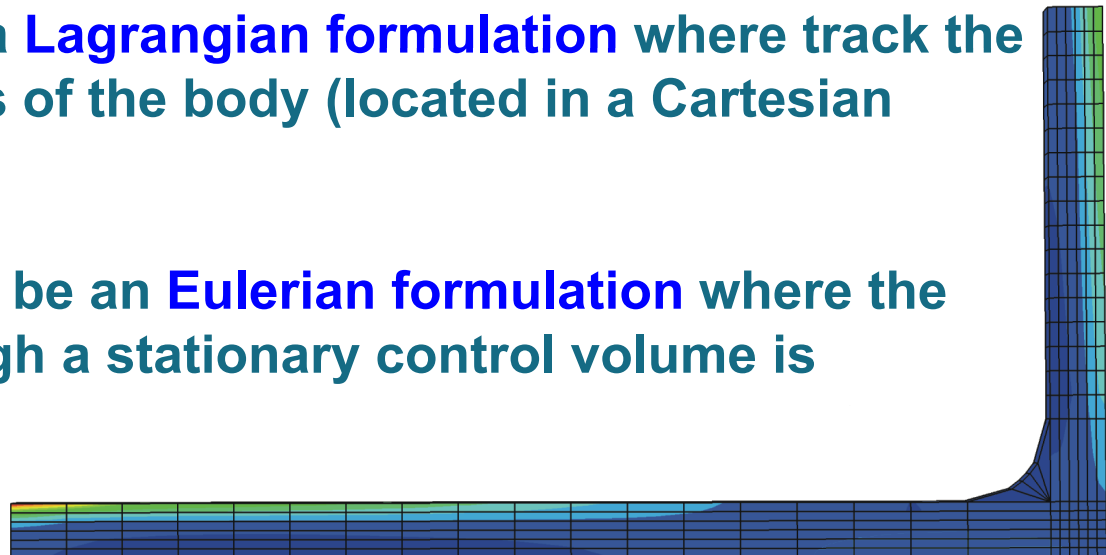 a Lagrangian formulation where track the
s of the body (located in a Cartesian
be an Eulerian formulation where the
gh a stationary control volume is